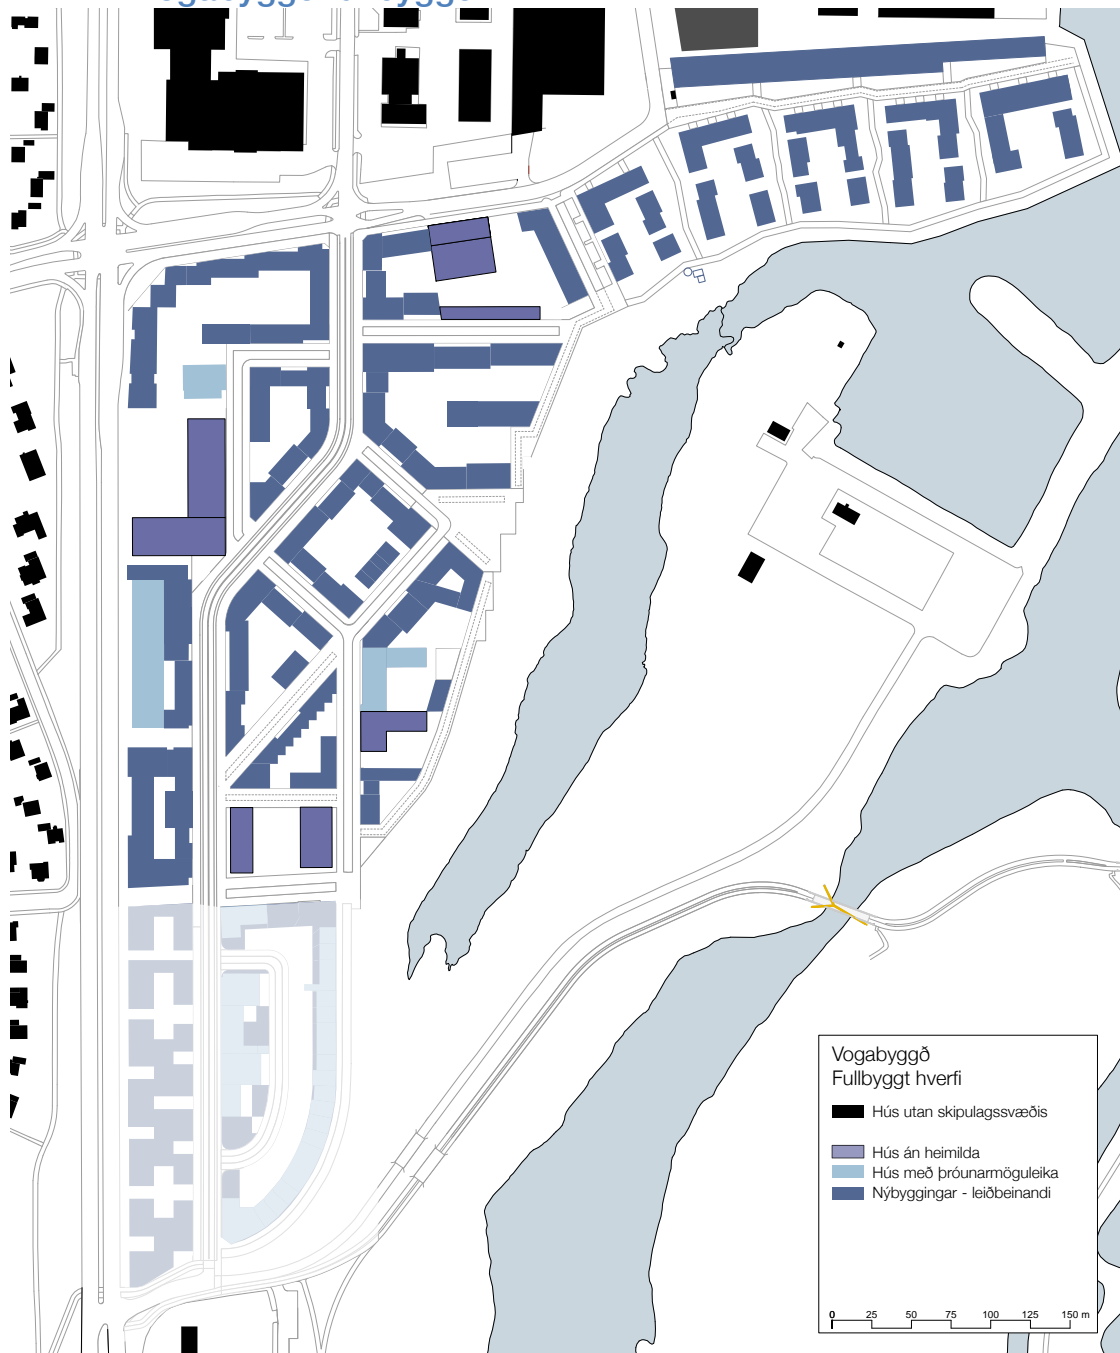 Vogabyggð
Fullbyggt hverfi
Hús utan skipulagssvæðis
Hús án heimilda
Hús með þróunarmöguleika
Nýbyggingar - leiðbeinandi
0 25 50 75 100 125 150 m